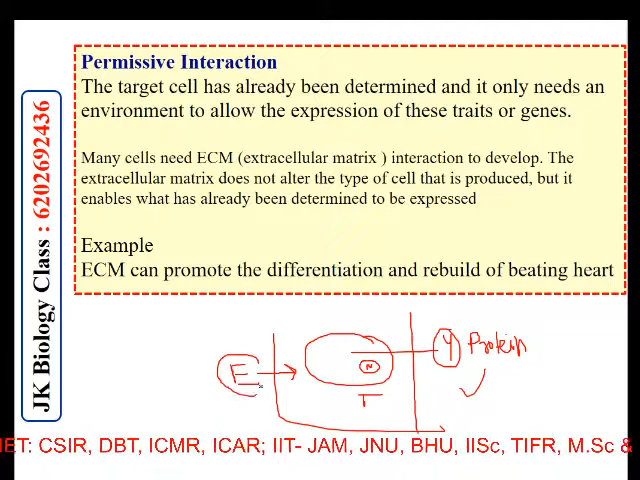 Permissive Interaction
The target cell has already been determined and it only needs an
environment to allow the expression of these traits or genes.
Many cells need ECM (extracellular matrix ) interaction to develop. The
extracellular matrix does not alter the type of cell that is produced, but it
enables what has already been determined to be expressed
Example
ECM can promote the differentiation and rebuild of beating heart
JK Biology Class : 6202692436
E
N
T
Y Protein
NET: CSIR, DBT, ICMR, ICAR; IIT- JAM, JNU, BHU, IISc, TIFR, M.Sc &